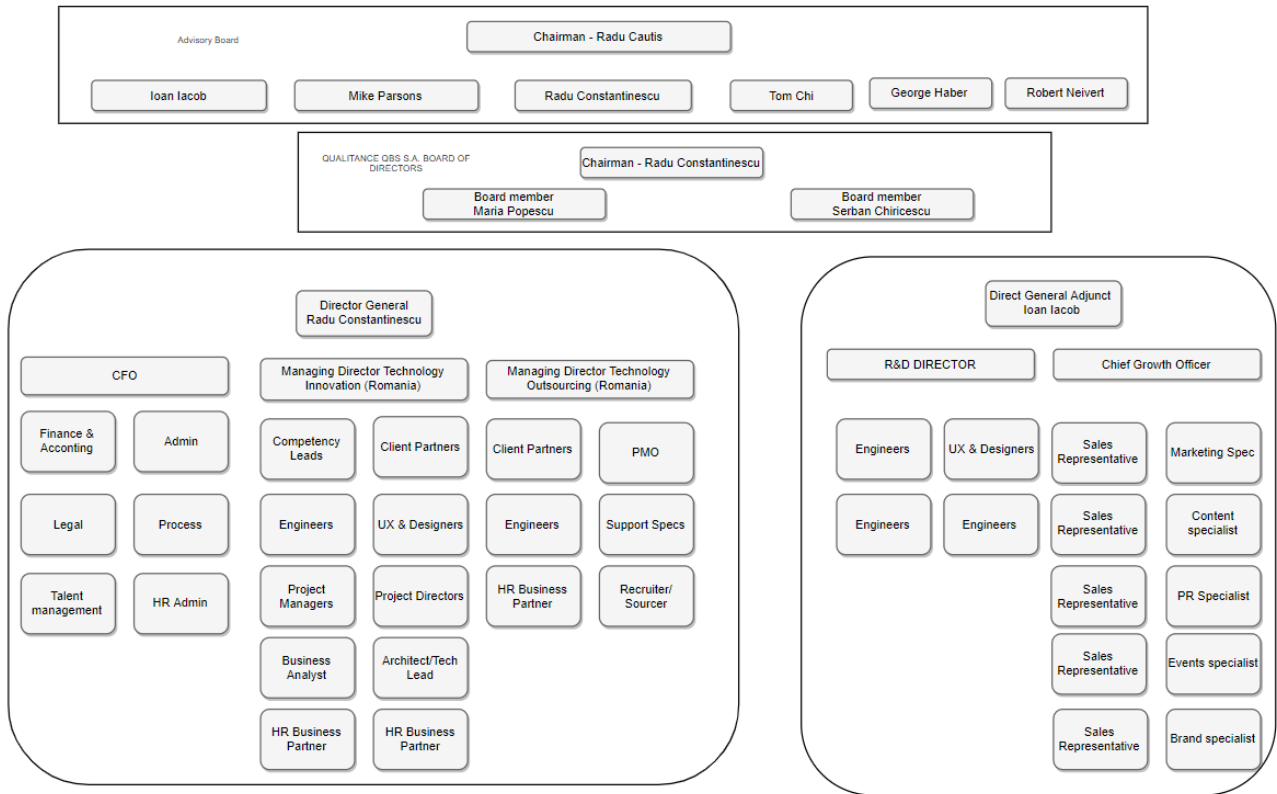 Advisory Board
Chairman - Radu Cautis
Ioan Iacob
Mike Parsons
Radu Constantinescu
Tom Chi
George Haber
Robert Neivert
QUALITANCE QBS S.A. BOARD OF
DIRECTORS
Chairman - Radu Constantinescu
Board member
Maria Popescu
Board member
Serban Chiricescu
Director General
Radu Constantinescu
CFO
Managing Director Technology
Innovation (Romania)
Managing Director Technology
Outsourcing (Romania)
Finance &
Acconting
Admin
Competency
Leads
Client Partners
Client Partners
PMO
Legal
Process
Engineers
UX & Designers
Engineers
Support Specs
Talent
management
HR Admin
Project
Managers
Project Directors
HR Business
Partner
Recruiter/
Sourcer
Business
Analyst
Architect/Tech
Lead
HR Business
Partner
HR Business
Partner
Direct General Adjunct
Ioan Iacob
R&D DIRECTOR
Chief Growth Officer
Engineers
UX & Designers
Sales
Representative
Marketing Spec
Engineers
Engineers
Sales
Representative
Content
specialist
Sales
Representative
PR Specialist
Sales
Representative
Events specialist
Sales
Representative
Brand specialist